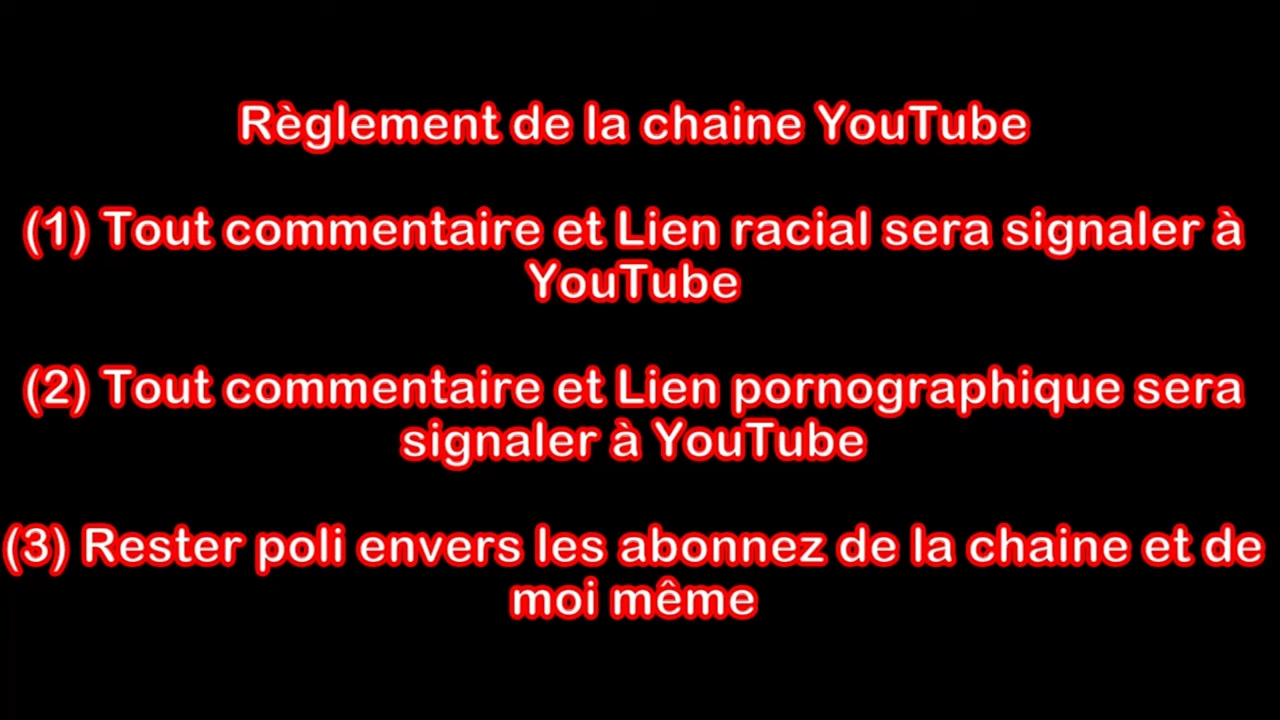 Règlement de la chaine YouTube
(1) Tout commentaire et Lien racial sera signaler à
YouTube
(2) Tout commentaire et Lien pornographique sera
signaler à YouTube
(3) Rester poli envers les abonnez de la chaine et de
moi même